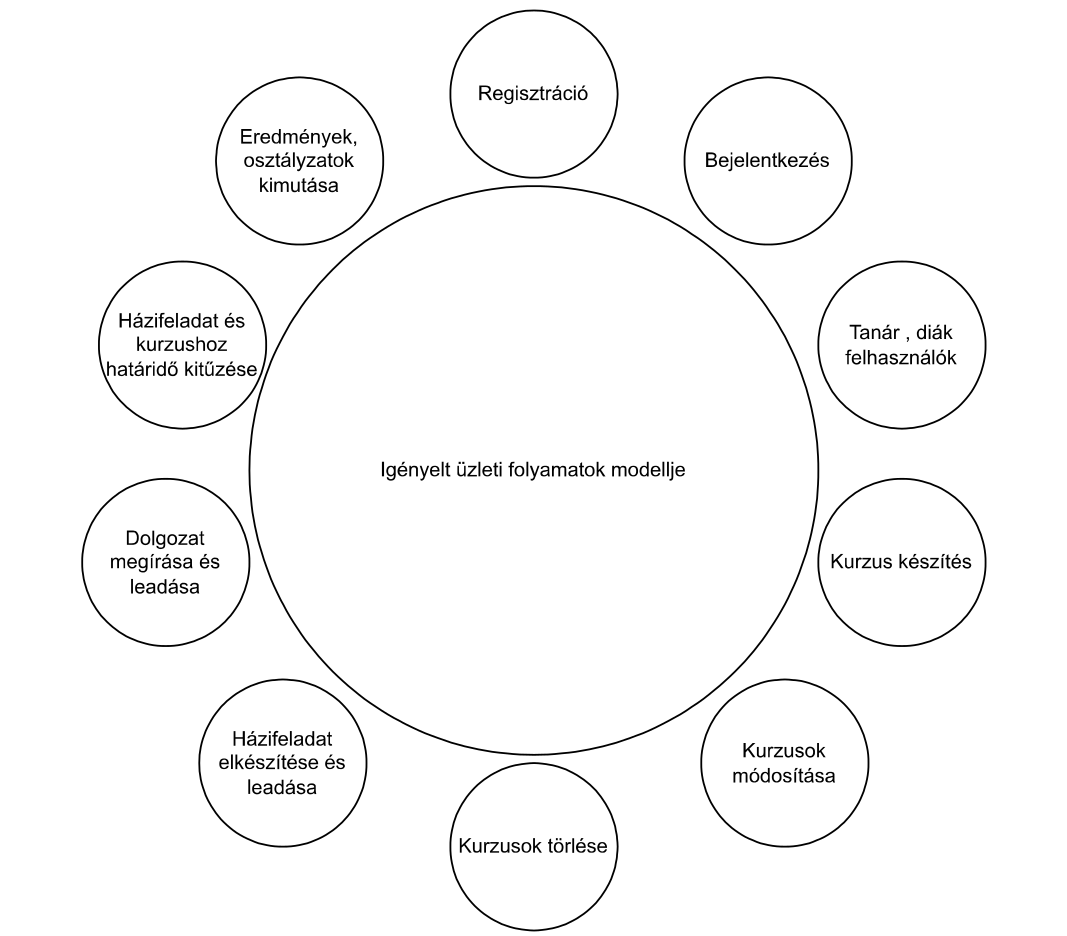 Regisztráció
Bejelentkezés
Tanár , diák
felhasználók
Kurzus készítés
Kurzusok
módosítása
Kurzusok törlése
Házifeladat
elkészítése és
leadása
Dolgozat
megírása és
leadása
Házifeladat és
kurzushoz
határidő kitűzése
Eredmények,
osztályzatok
kimutása
Igényelt üzleti folyamatok modellje